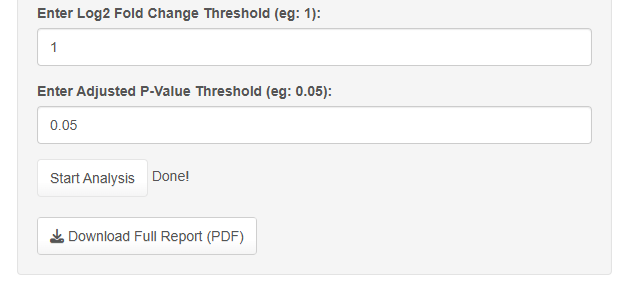 Enter Log2 Fold Change Threshold (eg: 1):
1
Enter Adjusted P-Value Threshold (eg: 0.05):
0.05
Start Analysis Done!
Download Full Report (PDF)